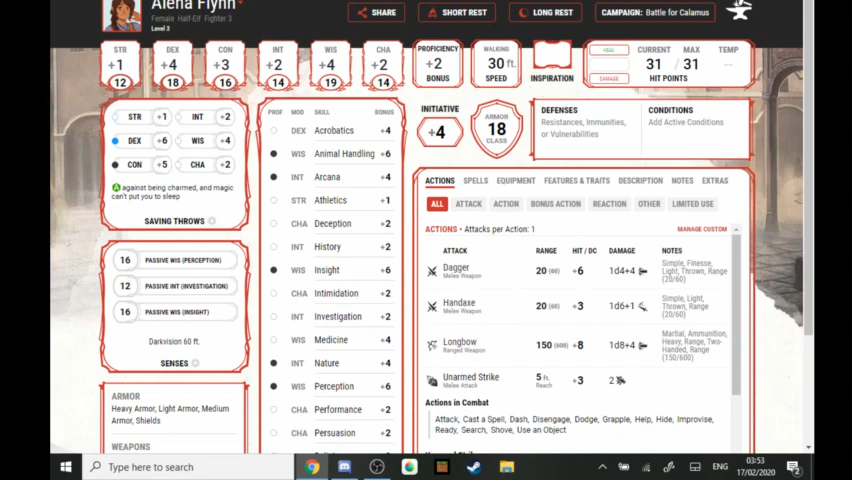 Alena Flynn
Female Half-Elf Fighter 3
Level 3
SHARE
SHORT REST
LONG REST
CAMPAIGN: Battle for Calamus
STR
+1
12
DEX
+4
18
CON
+3
16
INT
+2
14
WIS
+4
19
CHA
+2
14
PROFICIENCY
+2
BONUS
WALKING
30 ft.
SPEED
INSPIRATION
HEAL
DAMAGE
CURRENT MAX TEMP
31 / 31 --
HIT POINTS
STR +1 INT +2
DEX +6 WIS +4
CON +5 CHA +2
A against being charmed, and magic
can't put you to sleep
SAVING THROWS
16 PASSIVE WIS (PERCEPTION)
12 PASSIVE INT (INVESTIGATION)
16 PASSIVE WIS (INSIGHT)
Darkvision 60 ft.
SENSES
ARMOR
Heavy Armor, Light Armor, Medium
Armor, Shields
WEAPONS
PROF MOD SKILL BONUS
DEX Acrobatics +4
WIS Animal Handling +6
INT Arcana +4
STR Athletics +1
CHA Deception +2
INT History +2
WIS Insight +6
CHA Intimidation +2
INT Investigation +2
WIS Medicine +4
INT Nature +4
WIS Perception +6
CHA Performance +2
CHA Persuasion +2
INITIATIVE
+4
ARMOR
18
CLASS
DEFENSES
Resistances, Immunities,
or Vulnerabilities
CONDITIONS
Add Active Conditions
ACTIONS SPELLS EQUIPMENT FEATURES & TRAITS DESCRIPTION NOTES EXTRAS
ALL ATTACK ACTION BONUS ACTION REACTION OTHER LIMITED USE
ACTIONS • Attacks per Action: 1 MANAGE CUSTOM
ATTACK RANGE HIT / DC DAMAGE NOTES
Dagger
Melee Weapon
20 (60) +6 1d4+4
Simple, Finesse,
Light, Thrown, Range
(20/60)
Handaxe
Melee Weapon
20 (60) +3 1d6+1
Simple, Light,
Thrown, Range
(20/60)
Longbow
Ranged Weapon
150 (600) +8 1d8+4
Martial, Ammunition,
Heavy, Range, Two-
Handed, Range
(150/600)
Unarmed Strike
Melee Attack
5 ft.
Reach
+3 2
Actions in Combat
Attack, Cast a Spell, Dash, Disengage, Dodge, Grapple, Help, Hide, Improvise,
Ready, Search, Shove, Use an Object
Type here to search
ENG
03:53
17/02/2020
2